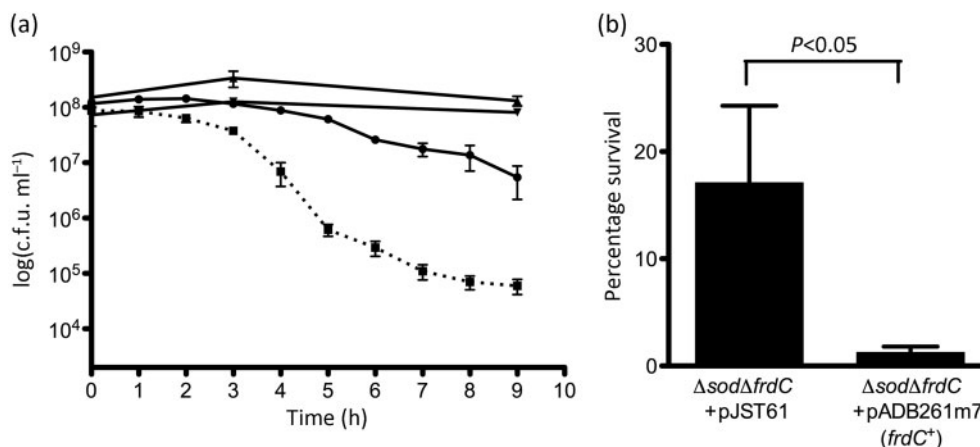 (a)
log(c.f.u. ml⁻¹)
10⁹
10⁸
10⁷
10⁶
10⁵
10⁴
0 1 2 3 4 5 6 7 8 9 10
Time (h)
(b)
Percentage survival
30
20
10
0
P<0.05
ΔsodΔfrdC
+pJST61
ΔsodΔfrdC
+pADB261m7
(frdC⁺)